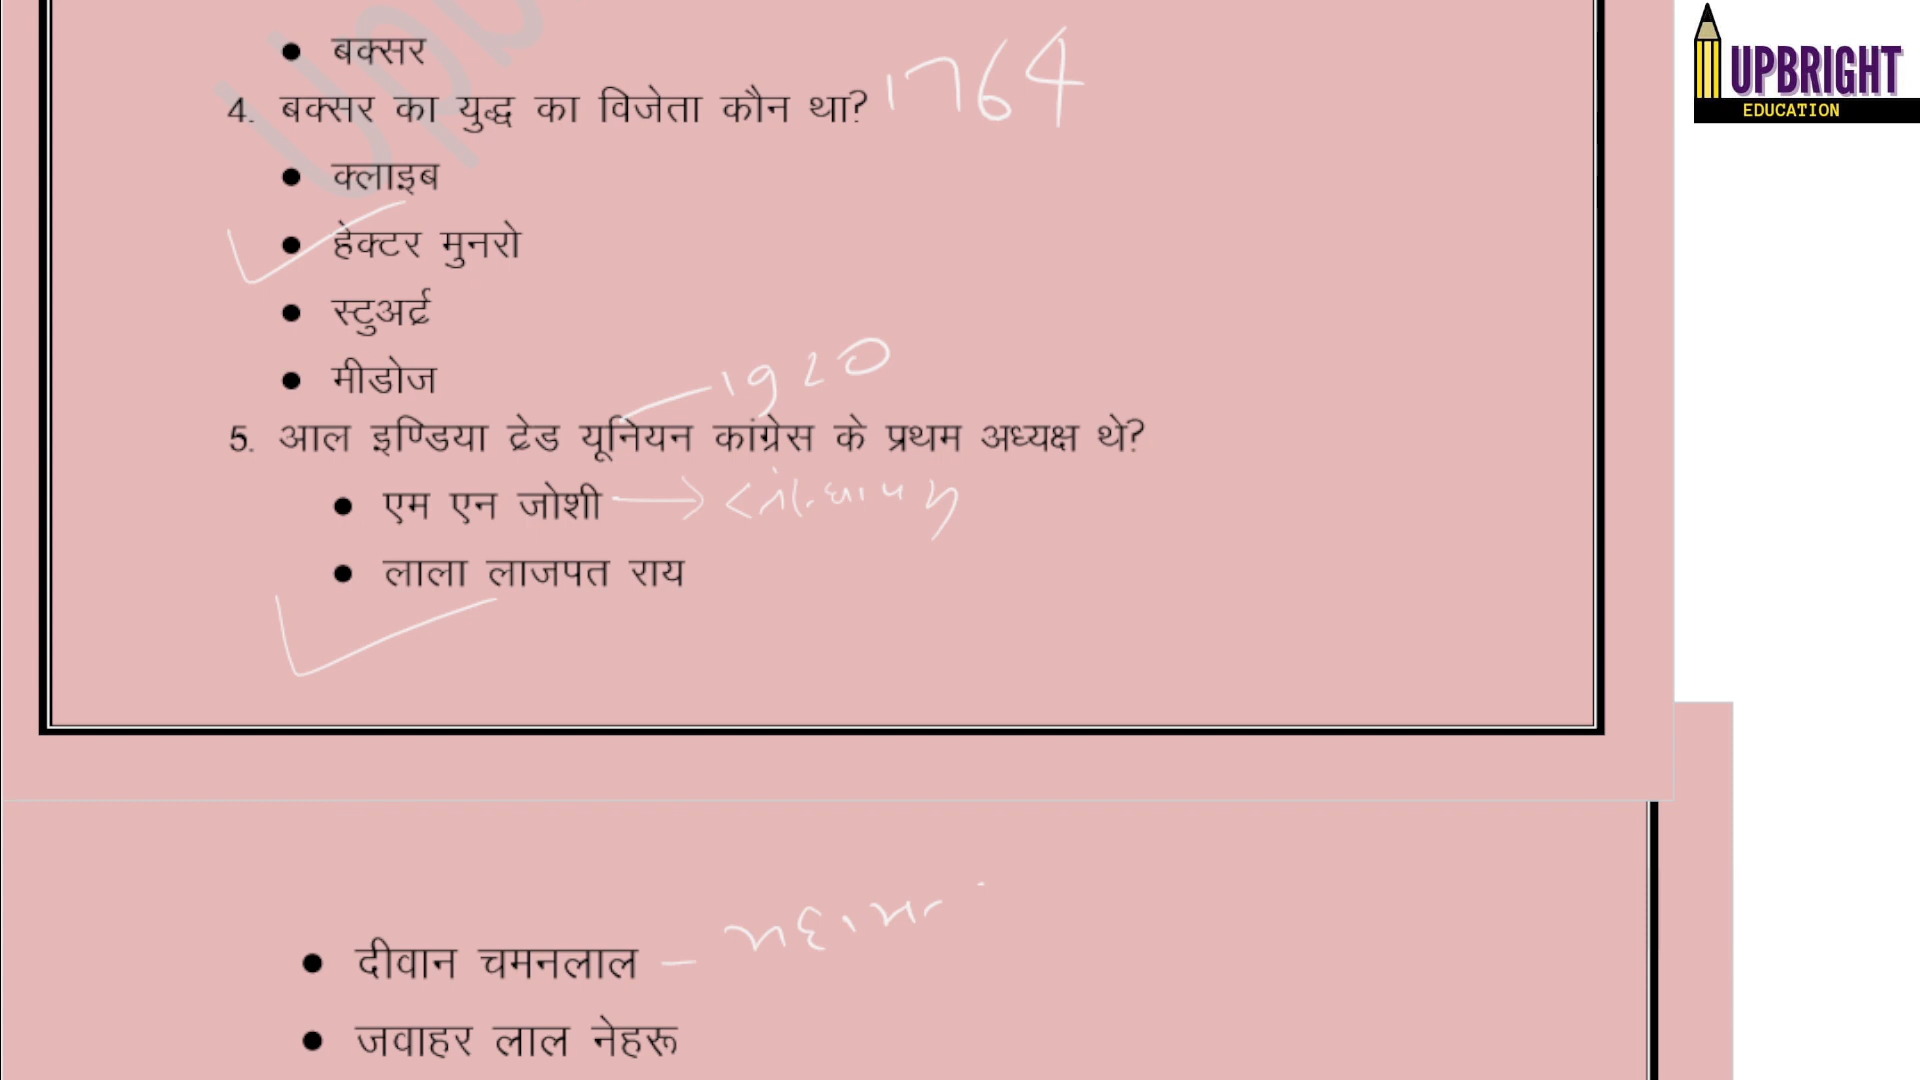 UPBRIGHT
EDUCATION
• बक्सर
4. बक्सर का युद्ध का विजेता कौन था? 1764
• क्लाइब
• हेक्टर मुनरो
• स्टुअर्द्र
• मीडोज
1920
5. आल इण्डिया द्रेड यूनियन कांग्रेस के प्रथम अध्यक्ष थे?
• एम एन जोशी
• लाला लाजपत राय
• दीवान चमनलाल
• जवाहर लाल नेहरू